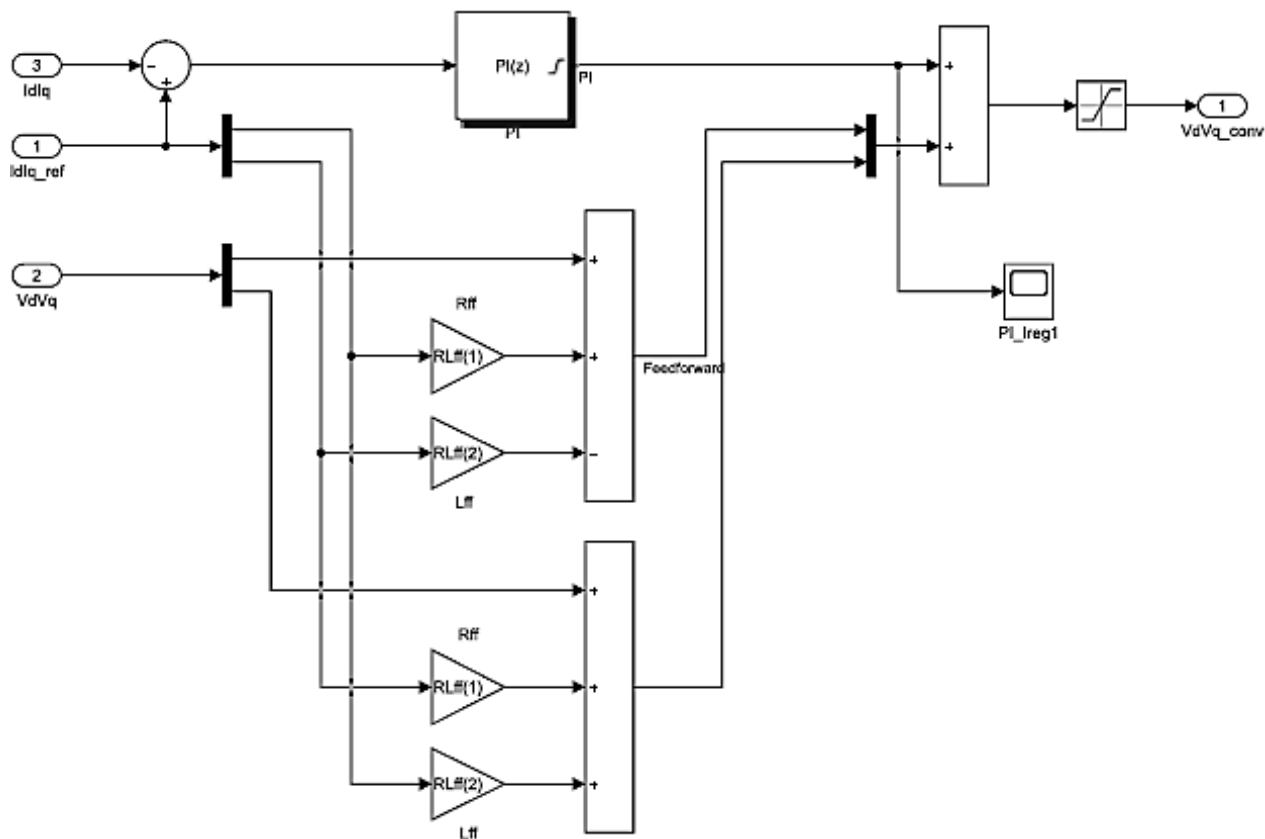 3
IdIq
-
+
PI(z)
PI
PI
1
IdIq_ref
+
+
1
VdVq_conv
2
VdVq
PI_Ireg1
+
Rff
RLff(1)
+
Feedforward
RLff(2)
-
Lff
+
Rff
RLff(1)
+
RLff(2)
+
Lff